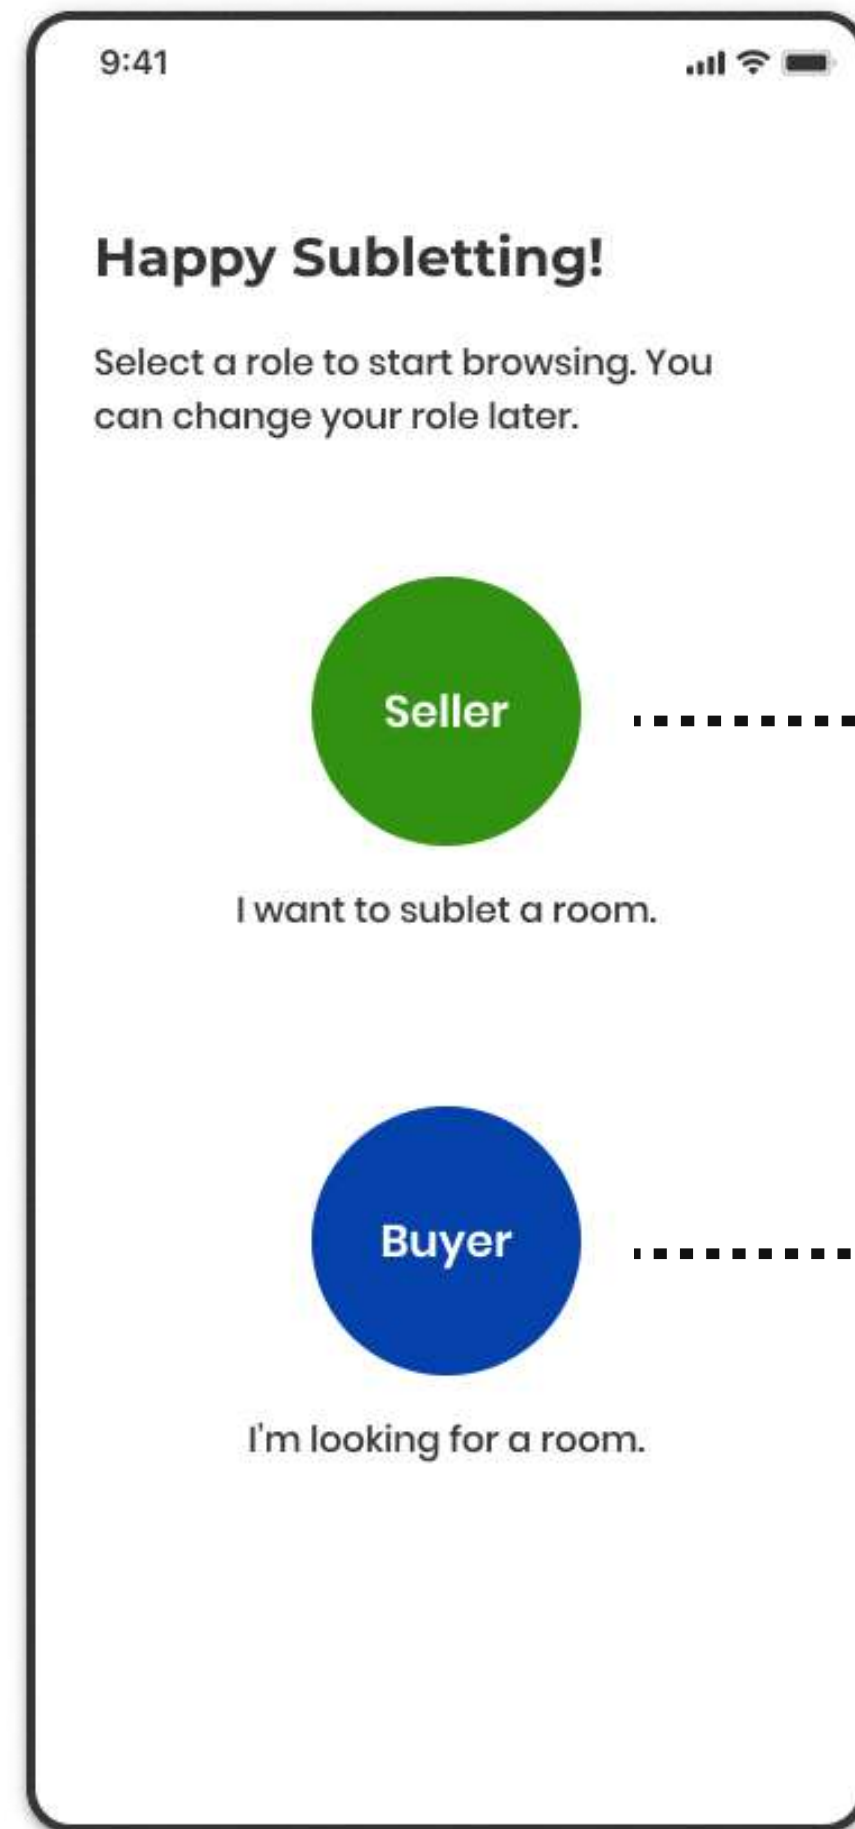 9:41
Happy Subletting!
Select a role to start browsing. You
can change your role later.
Seller
I want to sublet a room.
Buyer
I'm looking for a room.